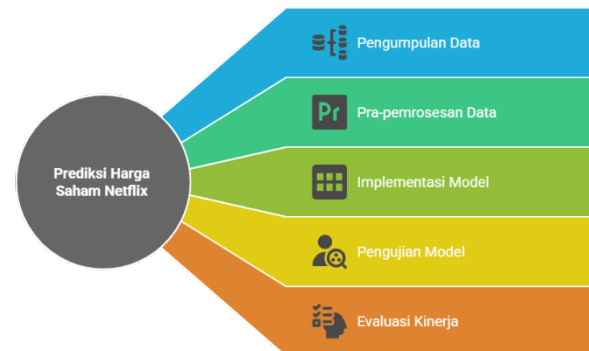 Prediksi Harga
Saham Netflix
Pengumpulan Data
Pr
Pra-pemrosesan Data
Implementasi Model
Pengujian Model
Evaluasi Kinerja